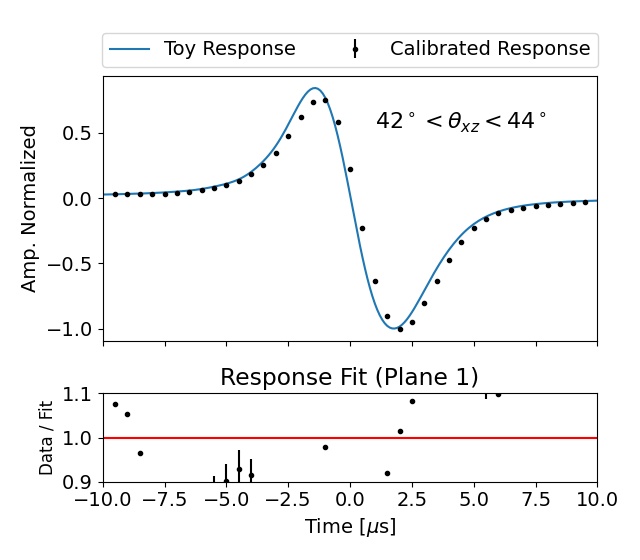 Toy Response Calibrated Response
42° < θxz < 44°
Amp. Normalized
0.5
0.0
−0.5
−1.0
Response Fit (Plane 1)
Data / Fit
1.1
1.0
0.9
−10.0 −7.5 −5.0 −2.5 0.0 2.5 5.0 7.5 10.0
Time [μs]